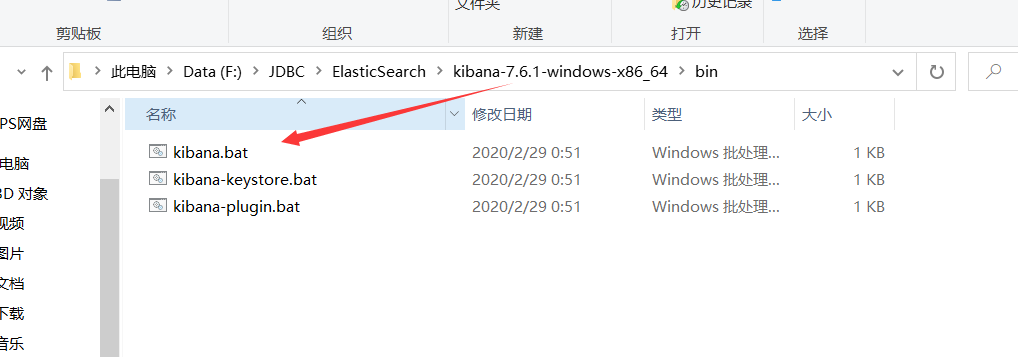 文件夹
历史记录
剪贴板
组织
新建
打开
选择
此电脑 > Data (F:) > JDBC > ElasticSearch > kibana-7.6.1-windows-x86_64 > bin
名称 修改日期 类型 大小
PS网盘
kibana.bat 2020/2/29 0:51 Windows 批处理... 1 KB
电脑
kibana-keystore.bat 2020/2/29 0:51 Windows 批处理... 1 KB
3D 对象
kibana-plugin.bat 2020/2/29 0:51 Windows 批处理... 1 KB
视频
图片
文档
下载
音乐